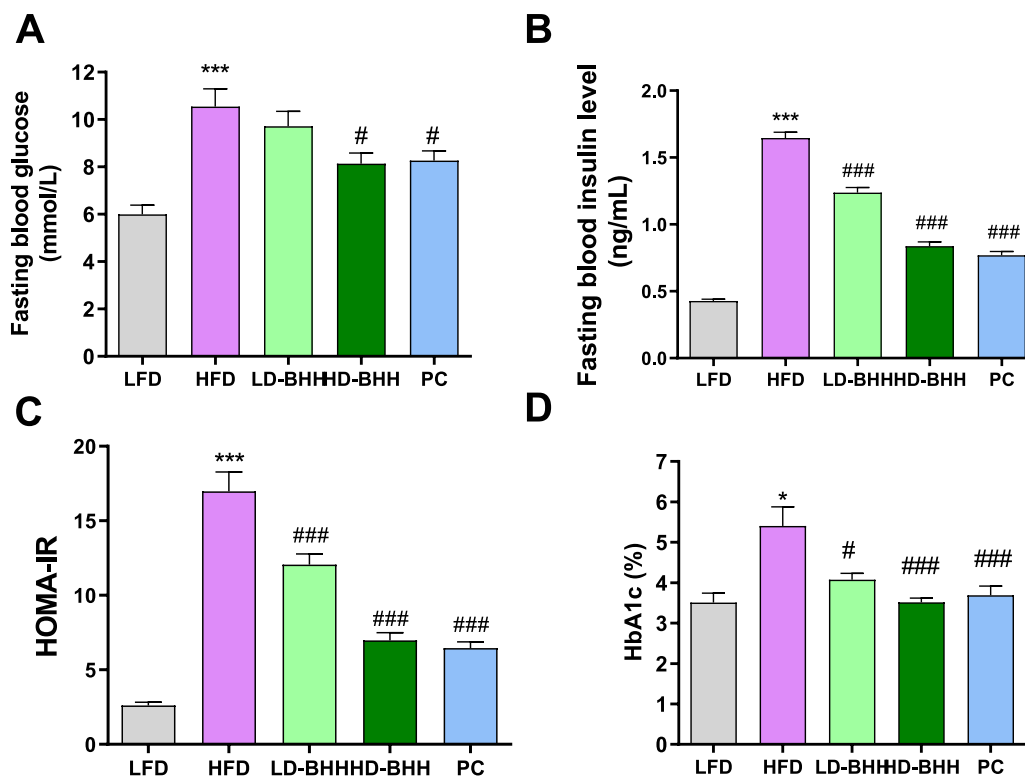 A
Fasting blood glucose
(mmol/L)
12
10
8
6
4
2
0
***
#
#
LFD
HFD
LD-BHH
HD-BHH
PC
B
Fasting blood insulin level
(ng/mL)
2.0
1.5
1.0
0.5
0.0
***
###
###
###
LFD
HFD
LD-BHH
HD-BHH
PC
C
HOMA-IR
20
15
10
5
0
***
###
###
###
LFD
HFD
LD-BHH
HD-BHH
PC
D
HbA1c (%)
7
6
5
4
3
2
1
0
*
#
###
###
LFD
HFD
LD-BHH
HD-BHH
PC